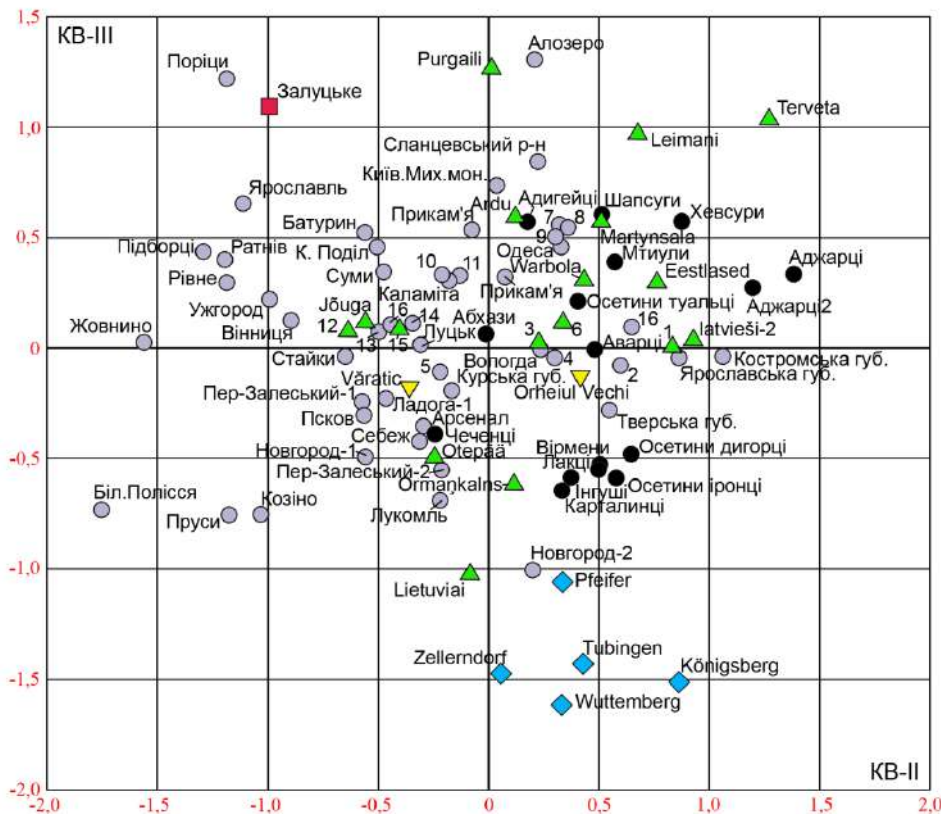 1,5
КВ-III
Алозеро
Purgaili
Поріци
Залуцьке
Terveta
1,0
Leimani
Сланцевський р-н
Київ.Мих.мон.
Ярославль
Адигейці
Шапсуги
Хевсури
Ardu
7
8
Батурин
Прикам'я
0,5
Підборці
Ратнів
К. Поділ
9
Martynsala
Одеса
Мтиули
Аджарці
Рівне
Суми
10
11
Warbola
Eestlased
Каламіта
Прикам'я
Аджарці2
Ужгород
Jõuga
16
14
Абхази
Осетини туальці
Жовнино
Вінниця
12
3
6
16
1
latvieši-2
0
13
15
Луцьк
Аварці
Стайки
Вологда
4
Костромська губ.
5
Курська губ.
2
Ярославська губ.
Văratic
Orheiul Vechi
Пер-Залеський-1
Ладога-1
Псков
Арсенал
Тверська губ.
Себеж
Чеченці
Вірмени
Осетини дигорці
Новгород-1
Otepää
-0,5
Пер-Залеський-2
Лакці
Біл.Полісся
Козіно
Ormaņkalns
Інгуші
Осетини іронці
Пруси
Лукомль
Карталинці
Новгород-2
-1,0
Lietuviai
Pfeifer
Zellerndorf
Tubingen
Königsberg
-1,5
Wuttemberg
КВ-II
-2,0
-2,0
-1,5
-1,0
-0,5
0
0,5
1,0
1,5
2,0